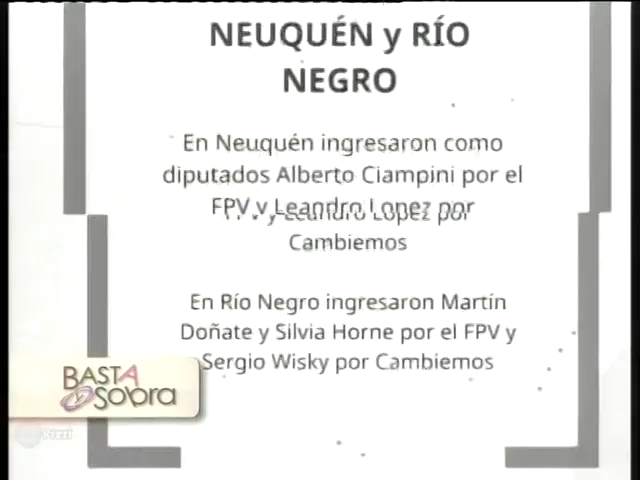 NEUQUÉN y RÍO
NEGRO
En Neuquén ingresaron como
diputados Alberto Ciampini por el
FPV y Leandro Lopez por
Cambiemos
En Río Negro ingresaron Martín
Doñate y Silvia Horne por el FPV y
Sergio Wisky por Cambiemos
BASTA
y Sobra
Prezi